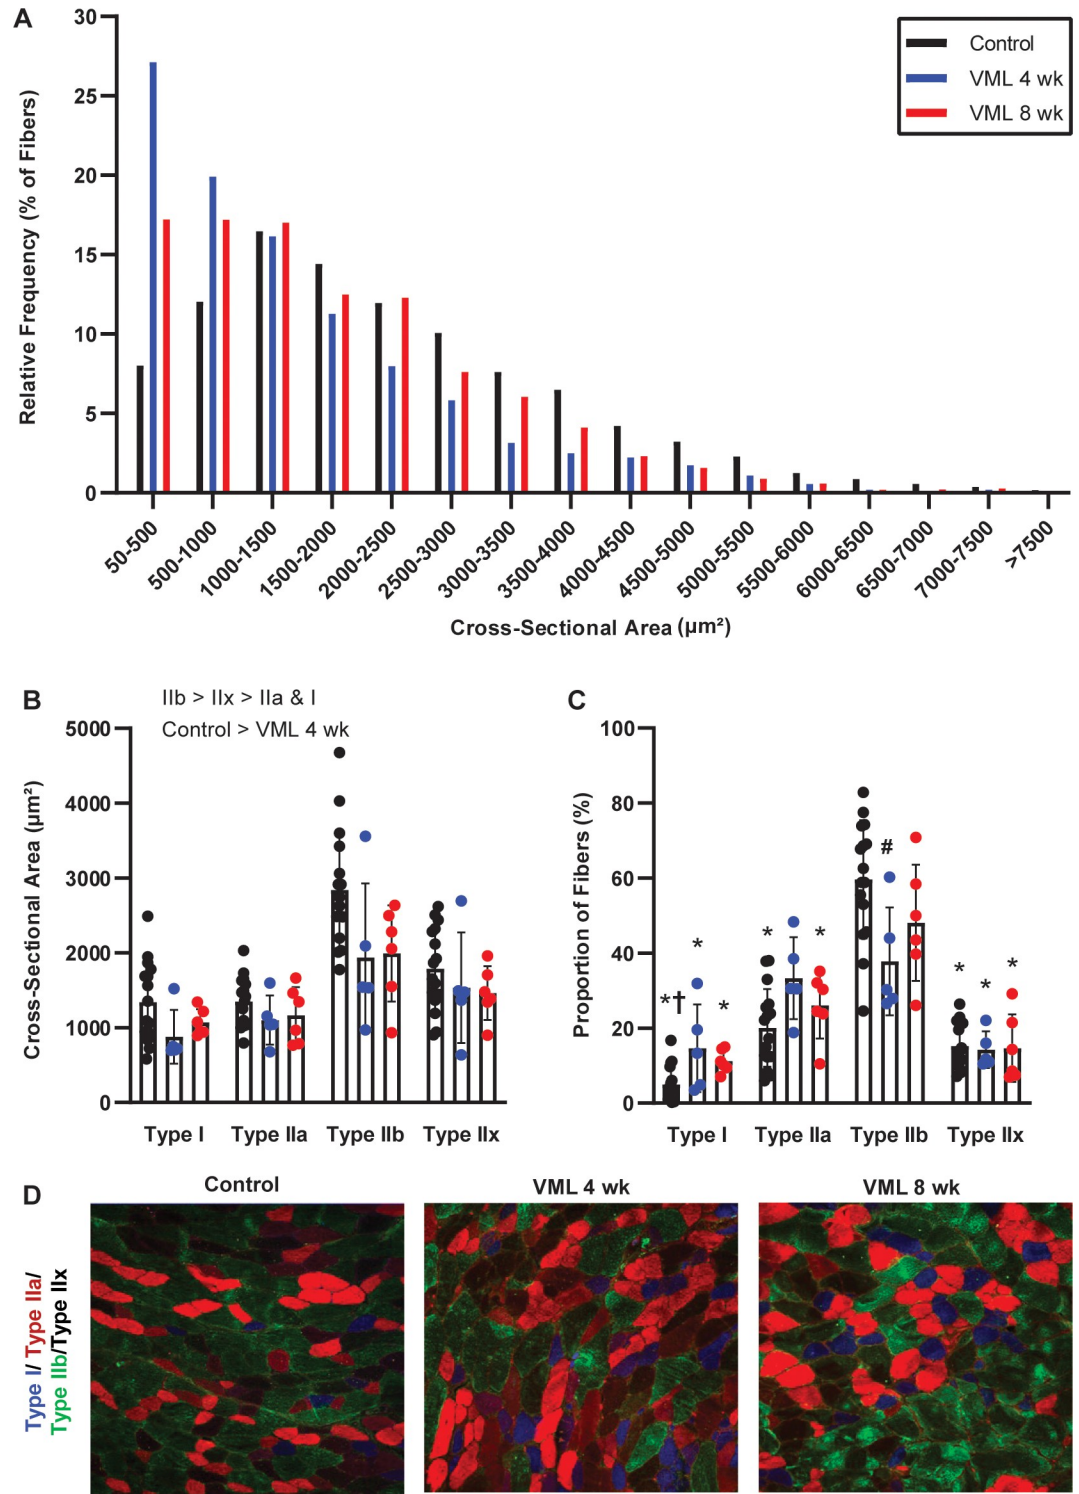 A
Relative Frequency (% of Fibers)
30
25
20
15
10
5
0
Control
VML 4 wk
VML 8 wk
50-500
500-1000
1000-1500
1500-2000
2000-2500
2500-3000
3000-3500
3500-4000
4000-4500
4500-5000
5000-5500
5500-6000
6000-6500
6500-7000
7000-7500
>7500
Cross-Sectional Area (µm²)
B
IIb > IIx > IIa & I
Control > VML 4 wk
Cross-Sectional Area (µm²)
5000
4000
3000
2000
1000
0
Type I
Type IIa
Type IIb
Type IIx
C
Proportion of Fibers (%)
100
80
60
40
20
0
*†
*
*
*
*
#
*
*
*
Type I
Type IIa
Type IIb
Type IIx
D
Control
VML 4 wk
VML 8 wk
Type I/ Type IIa/
Type IIb/Type IIx